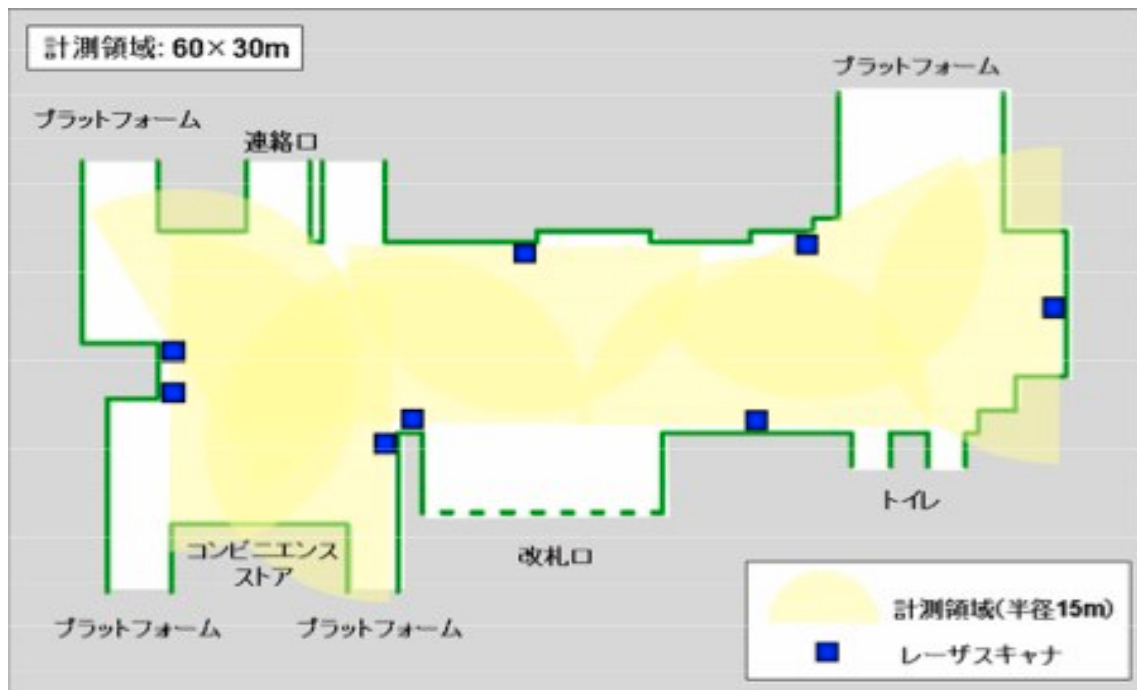 計測領域: 60×30m
プラットフォーム
プラットフォーム
連絡口
トイレ
改札口
コンビニエンス
ストア
プラットフォーム
プラットフォーム
計測領域(半径15m)
レーザスキャナ